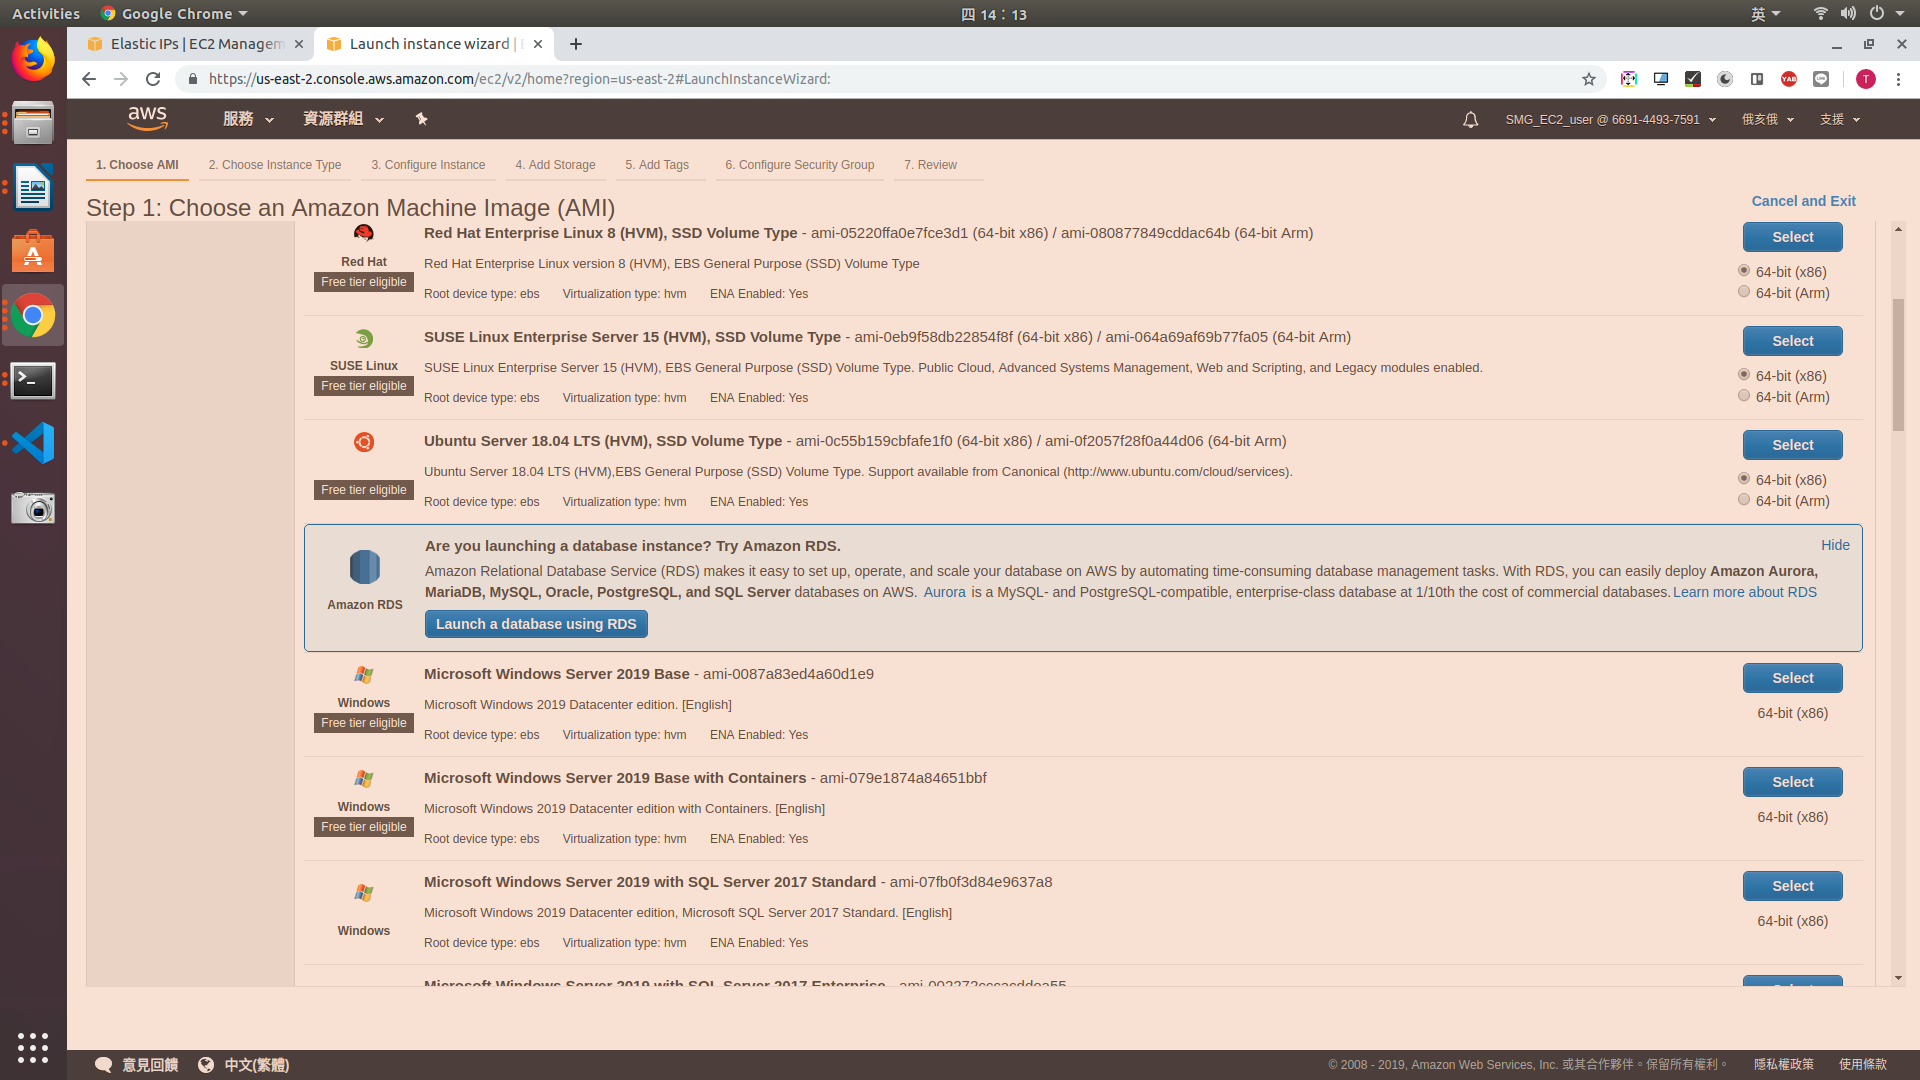 Activities
Google Chrome
四 14：13
英
Elastic IPs | EC2 Managem
Launch instance wizard |
https://us-east-2.console.aws.amazon.com/ec2/v2/home?region=us-east-2#LaunchInstanceWizard:
T
aws
服務
資源群組
SMG_EC2_user @ 6691-4493-7591
俄亥俄
支援
1. Choose AMI
2. Choose Instance Type
3. Configure Instance
4. Add Storage
5. Add Tags
6. Configure Security Group
7. Review
Step 1: Choose an Amazon Machine Image (AMI)
Cancel and Exit
Red Hat
Free tier eligible
Red Hat Enterprise Linux 8 (HVM), SSD Volume Type - ami-05220ffa0e7fce3d1 (64-bit x86) / ami-080877849cddac64b (64-bit Arm)
Red Hat Enterprise Linux version 8 (HVM), EBS General Purpose (SSD) Volume Type
Root device type: ebs Virtualization type: hvm ENA Enabled: Yes
Select
64-bit (x86)
64-bit (Arm)
SUSE Linux
Free tier eligible
SUSE Linux Enterprise Server 15 (HVM), SSD Volume Type - ami-0eb9f58db22854f8f (64-bit x86) / ami-064a69af69b77fa05 (64-bit Arm)
SUSE Linux Enterprise Server 15 (HVM), EBS General Purpose (SSD) Volume Type. Public Cloud, Advanced Systems Management, Web and Scripting, and Legacy modules enabled.
Root device type: ebs Virtualization type: hvm ENA Enabled: Yes
Select
64-bit (x86)
64-bit (Arm)
Free tier eligible
Ubuntu Server 18.04 LTS (HVM), SSD Volume Type - ami-0c55b159cbfafe1f0 (64-bit x86) / ami-0f2057f28f0a44d06 (64-bit Arm)
Ubuntu Server 18.04 LTS (HVM),EBS General Purpose (SSD) Volume Type. Support available from Canonical (http://www.ubuntu.com/cloud/services).
Root device type: ebs Virtualization type: hvm ENA Enabled: Yes
Select
64-bit (x86)
64-bit (Arm)
Amazon RDS
Are you launching a database instance? Try Amazon RDS.
Hide
Amazon Relational Database Service (RDS) makes it easy to set up, operate, and scale your database on AWS by automating time-consuming database management tasks. With RDS, you can easily deploy Amazon Aurora,
MariaDB, MySQL, Oracle, PostgreSQL, and SQL Server databases on AWS. Aurora is a MySQL- and PostgreSQL-compatible, enterprise-class database at 1/10th the cost of commercial databases. Learn more about RDS
Launch a database using RDS
Windows
Free tier eligible
Microsoft Windows Server 2019 Base - ami-0087a83ed4a60d1e9
Microsoft Windows 2019 Datacenter edition. [English]
Root device type: ebs Virtualization type: hvm ENA Enabled: Yes
Select
64-bit (x86)
Windows
Free tier eligible
Microsoft Windows Server 2019 Base with Containers - ami-079e1874a84651bbf
Microsoft Windows 2019 Datacenter edition with Containers. [English]
Root device type: ebs Virtualization type: hvm ENA Enabled: Yes
Select
64-bit (x86)
Windows
Microsoft Windows Server 2019 with SQL Server 2017 Standard - ami-07fb0f3d84e9637a8
Microsoft Windows 2019 Datacenter edition, Microsoft SQL Server 2017 Standard. [English]
Root device type: ebs Virtualization type: hvm ENA Enabled: Yes
Select
64-bit (x86)
Microsoft Windows Server 2019 with SQL Server 2017 Enterprise
意見回饋
中文(繁體)
© 2008 - 2019, Amazon Web Services, Inc. 或其合作夥伴。保留所有權利。
隱私權政策
使用條款